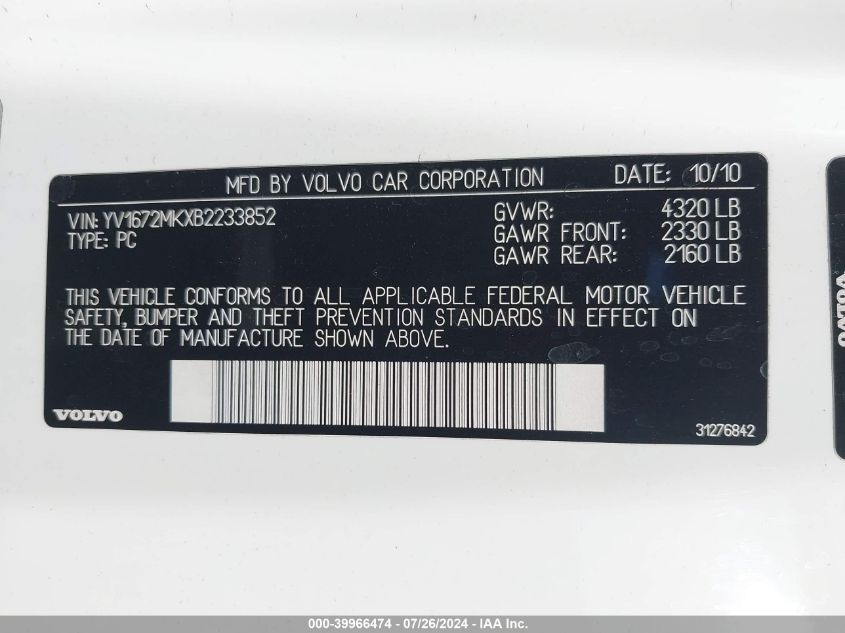 MFD BY VOLVO CAR CORPORATION DATE: 10/10
VIN: YV1672MKXB2233852 GVWR: 4320 LB
TYPE: PC GAWR FRONT: 2330 LB
GAWR REAR: 2160 LB
THIS VEHICLE CONFORMS TO ALL APPLICABLE FEDERAL MOTOR VEHICLE
SAFETY, BUMPER AND THEFT PREVENTION STANDARDS IN EFFECT ON
THE DATE OF MANUFACTURE SHOWN ABOVE.
VOLVO 31276842
VOLVO
000-39966474 - 07/26/2024 - IAA Inc.